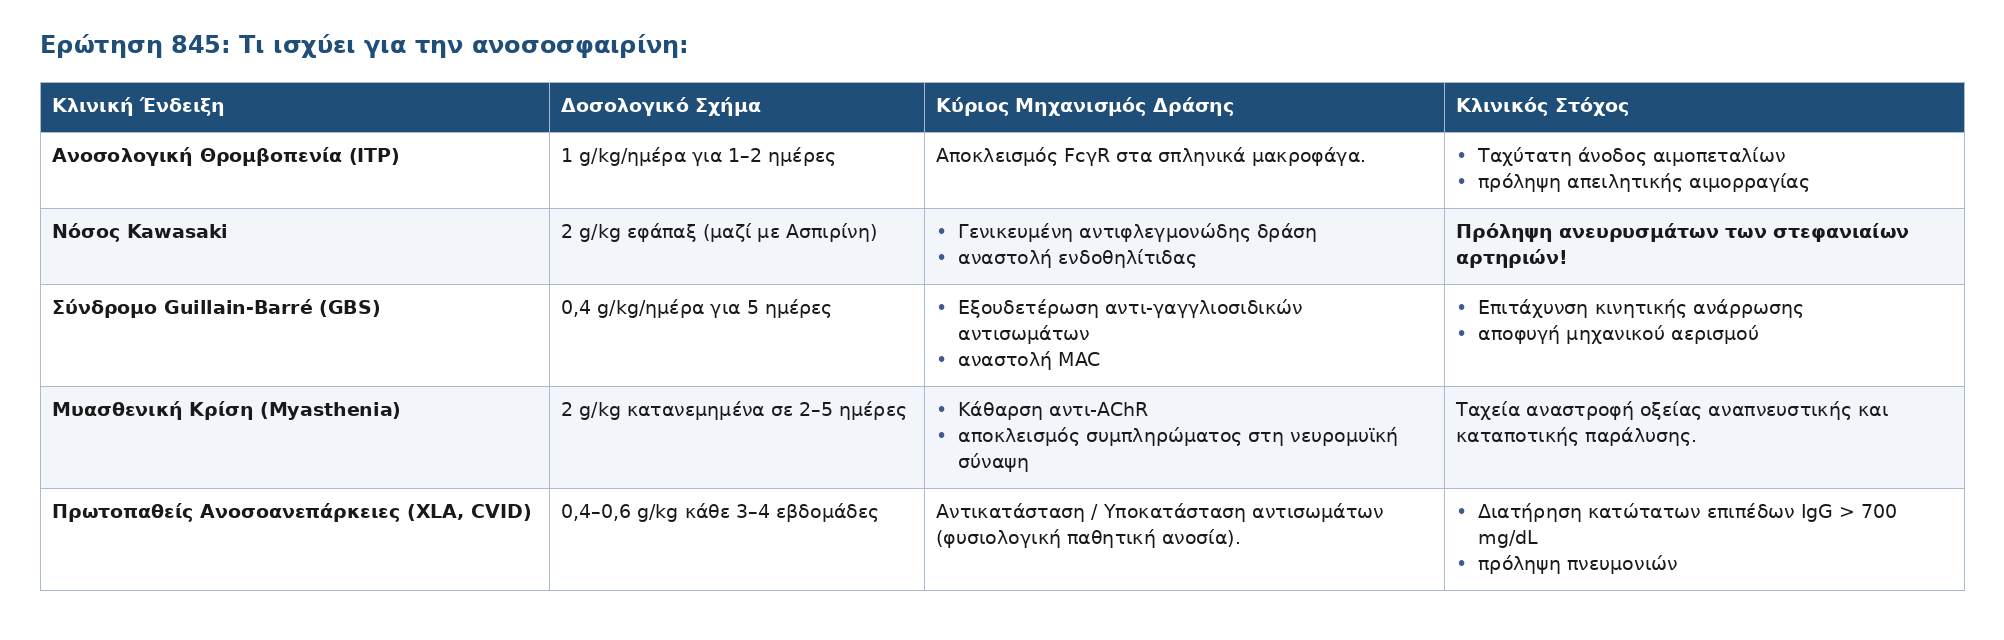 Ερώτηση 845: Τι ισχύει για την ανοσοσφαιρίνη:
Κλινική Ένδειξη
Δοσολογικό Σχήμα
Κύριος Μηχανισμός Δράσης
Κλινικός Στόχος
Ανοσολογική Θρομβοπενία (ITP)
1 g/kg/ημέρα για 1–2 ημέρες
Αποκλεισμός FcγR στα σπληνικά μακροφάγα.
• Ταχύτατη άνοδος αιμοπεταλίων
• πρόληψη απειλητικής αιμορραγίας
Νόσος Kawasaki
2 g/kg εφάπαξ (μαζί με Ασπιρίνη)
• Γενικευμένη αντιφλεγμονώδης δράση
• αναστολή ενδοθηλίτιδας
Πρόληψη ανευρυσμάτων των στεφανιαίων
αρτηριών!
Σύνδρομο Guillain-Barré (GBS)
0,4 g/kg/ημέρα για 5 ημέρες
• Εξουδετέρωση αντι-γαγγλιοσιδικών
αντισωμάτων
• αναστολή MAC
• Επιτάχυνση κινητικής ανάρρωσης
• αποφυγή μηχανικού αερισμού
Μυασθενική Κρίση (Myasthenia)
2 g/kg κατανεμημένα σε 2–5 ημέρες
• Κάθαρση αντι-AChR
• αποκλεισμός συμπληρώματος στη νευρομυϊκή
σύναψη
Ταχεία αναστροφή οξείας αναπνευστικής και
καταποτικής παράλυσης.
Πρωτοπαθείς Ανοσοανεπάρκειες (XLA, CVID)
0,4–0,6 g/kg κάθε 3–4 εβδομάδες
Αντικατάσταση / Υποκατάσταση αντισωμάτων
(φυσιολογική παθητική ανοσία).
• Διατήρηση κατώτατων επιπέδων IgG > 700
mg/dL
• πρόληψη πνευμονιών